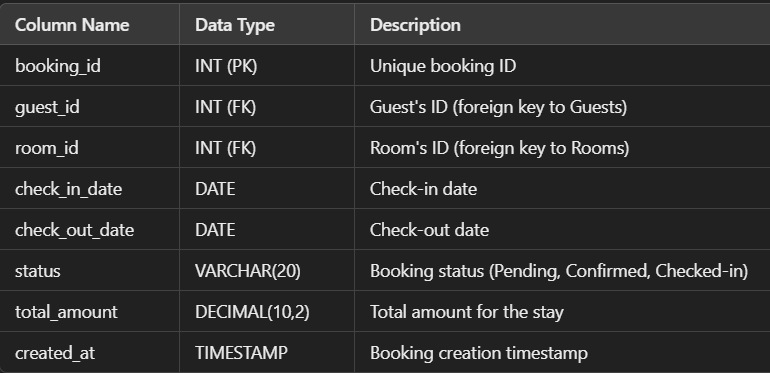 Column Name Data Type Description
booking_id INT (PK) Unique booking ID
guest_id INT (FK) Guest's ID (foreign key to Guests)
room_id INT (FK) Room's ID (foreign key to Rooms)
check_in_date DATE Check-in date
check_out_date DATE Check-out date
status VARCHAR(20) Booking status (Pending, Confirmed, Checked-in)
total_amount DECIMAL(10,2) Total amount for the stay
created_at TIMESTAMP Booking creation timestamp